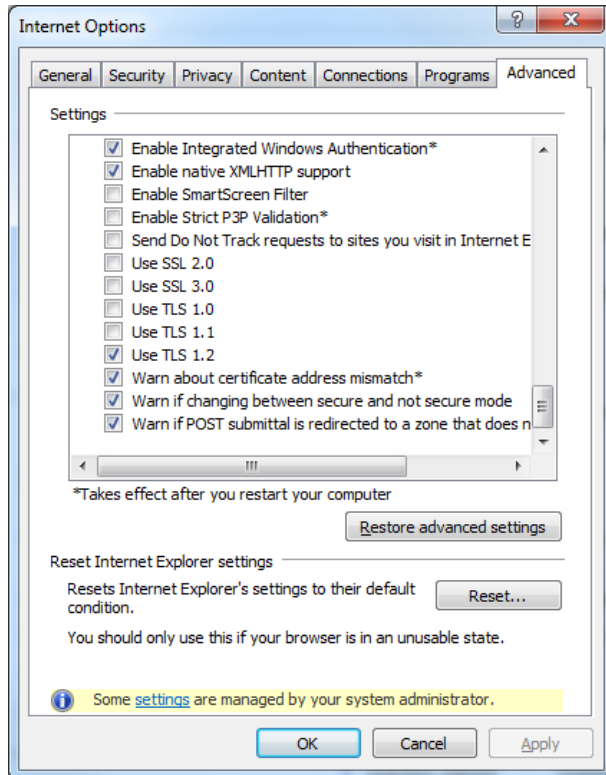 Internet Options
General Security Privacy Content Connections Programs Advanced
Settings
Enable Integrated Windows Authentication*
Enable native XMLHTTP support
Enable SmartScreen Filter
Enable Strict P3P Validation*
Send Do Not Track requests to sites you visit in Internet E
Use SSL 2.0
Use SSL 3.0
Use TLS 1.0
Use TLS 1.1
Use TLS 1.2
Warn about certificate address mismatch*
Warn if changing between secure and not secure mode
Warn if POST submittal is redirected to a zone that does n
*Takes effect after you restart your computer
Restore advanced settings
Reset Internet Explorer settings
Resets Internet Explorer's settings to their default
condition.
Reset...
You should only use this if your browser is in an unusable state.
Some settings are managed by your system administrator.
OK Cancel Apply